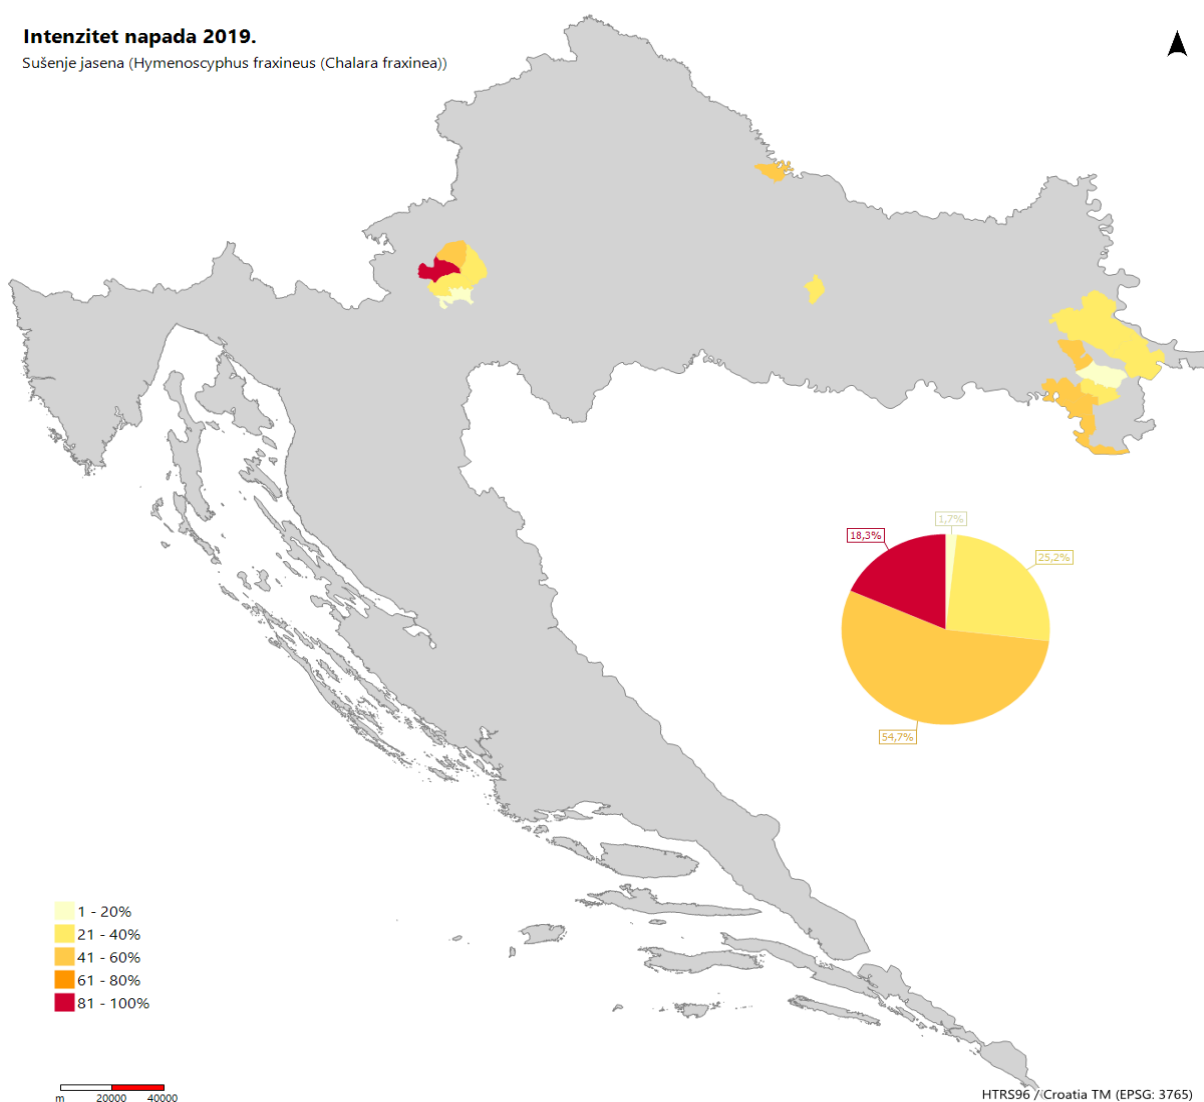 Intenzitet napada 2019.
Sušenje jasena (Hymenoscyphus fraxineus (Chalara fraxinea))
1,7%
18,3%
25,2%
54,7%
1 - 20%
21 - 40%
41 - 60%
61 - 80%
81 - 100%
m 20000 40000
HTRS96 / Croatia TM (EPSG: 3765)